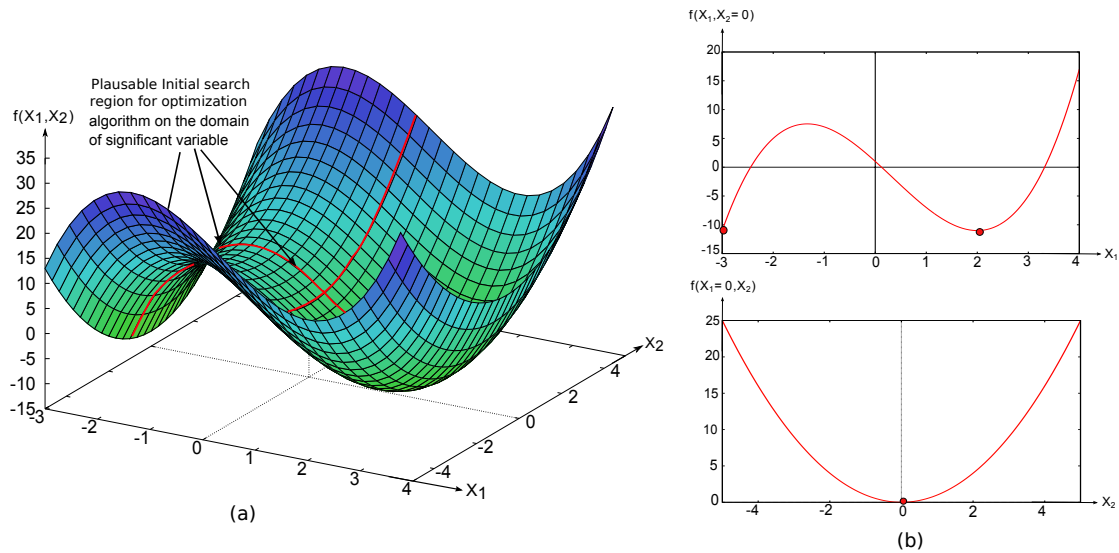 Plausable Initial search
region for optimization
algorithm on the domain
of significant variable
f(X₁,X₂)
35
30
25
20
15
10
5
0
-5
-10
-15
-3
-2
-1
0
1
2
3
4
X₁
-4
-2
0
2
4
X₂
(a)
f(X₁,X₂=0)
20
15
10
5
0
-5
-10
-15
-3 -2 -1 0 1 2 3 4
X₁
f(X₁=0,X₂)
25
20
15
10
5
0
-4 -2 0 2 4
X₂
(b)